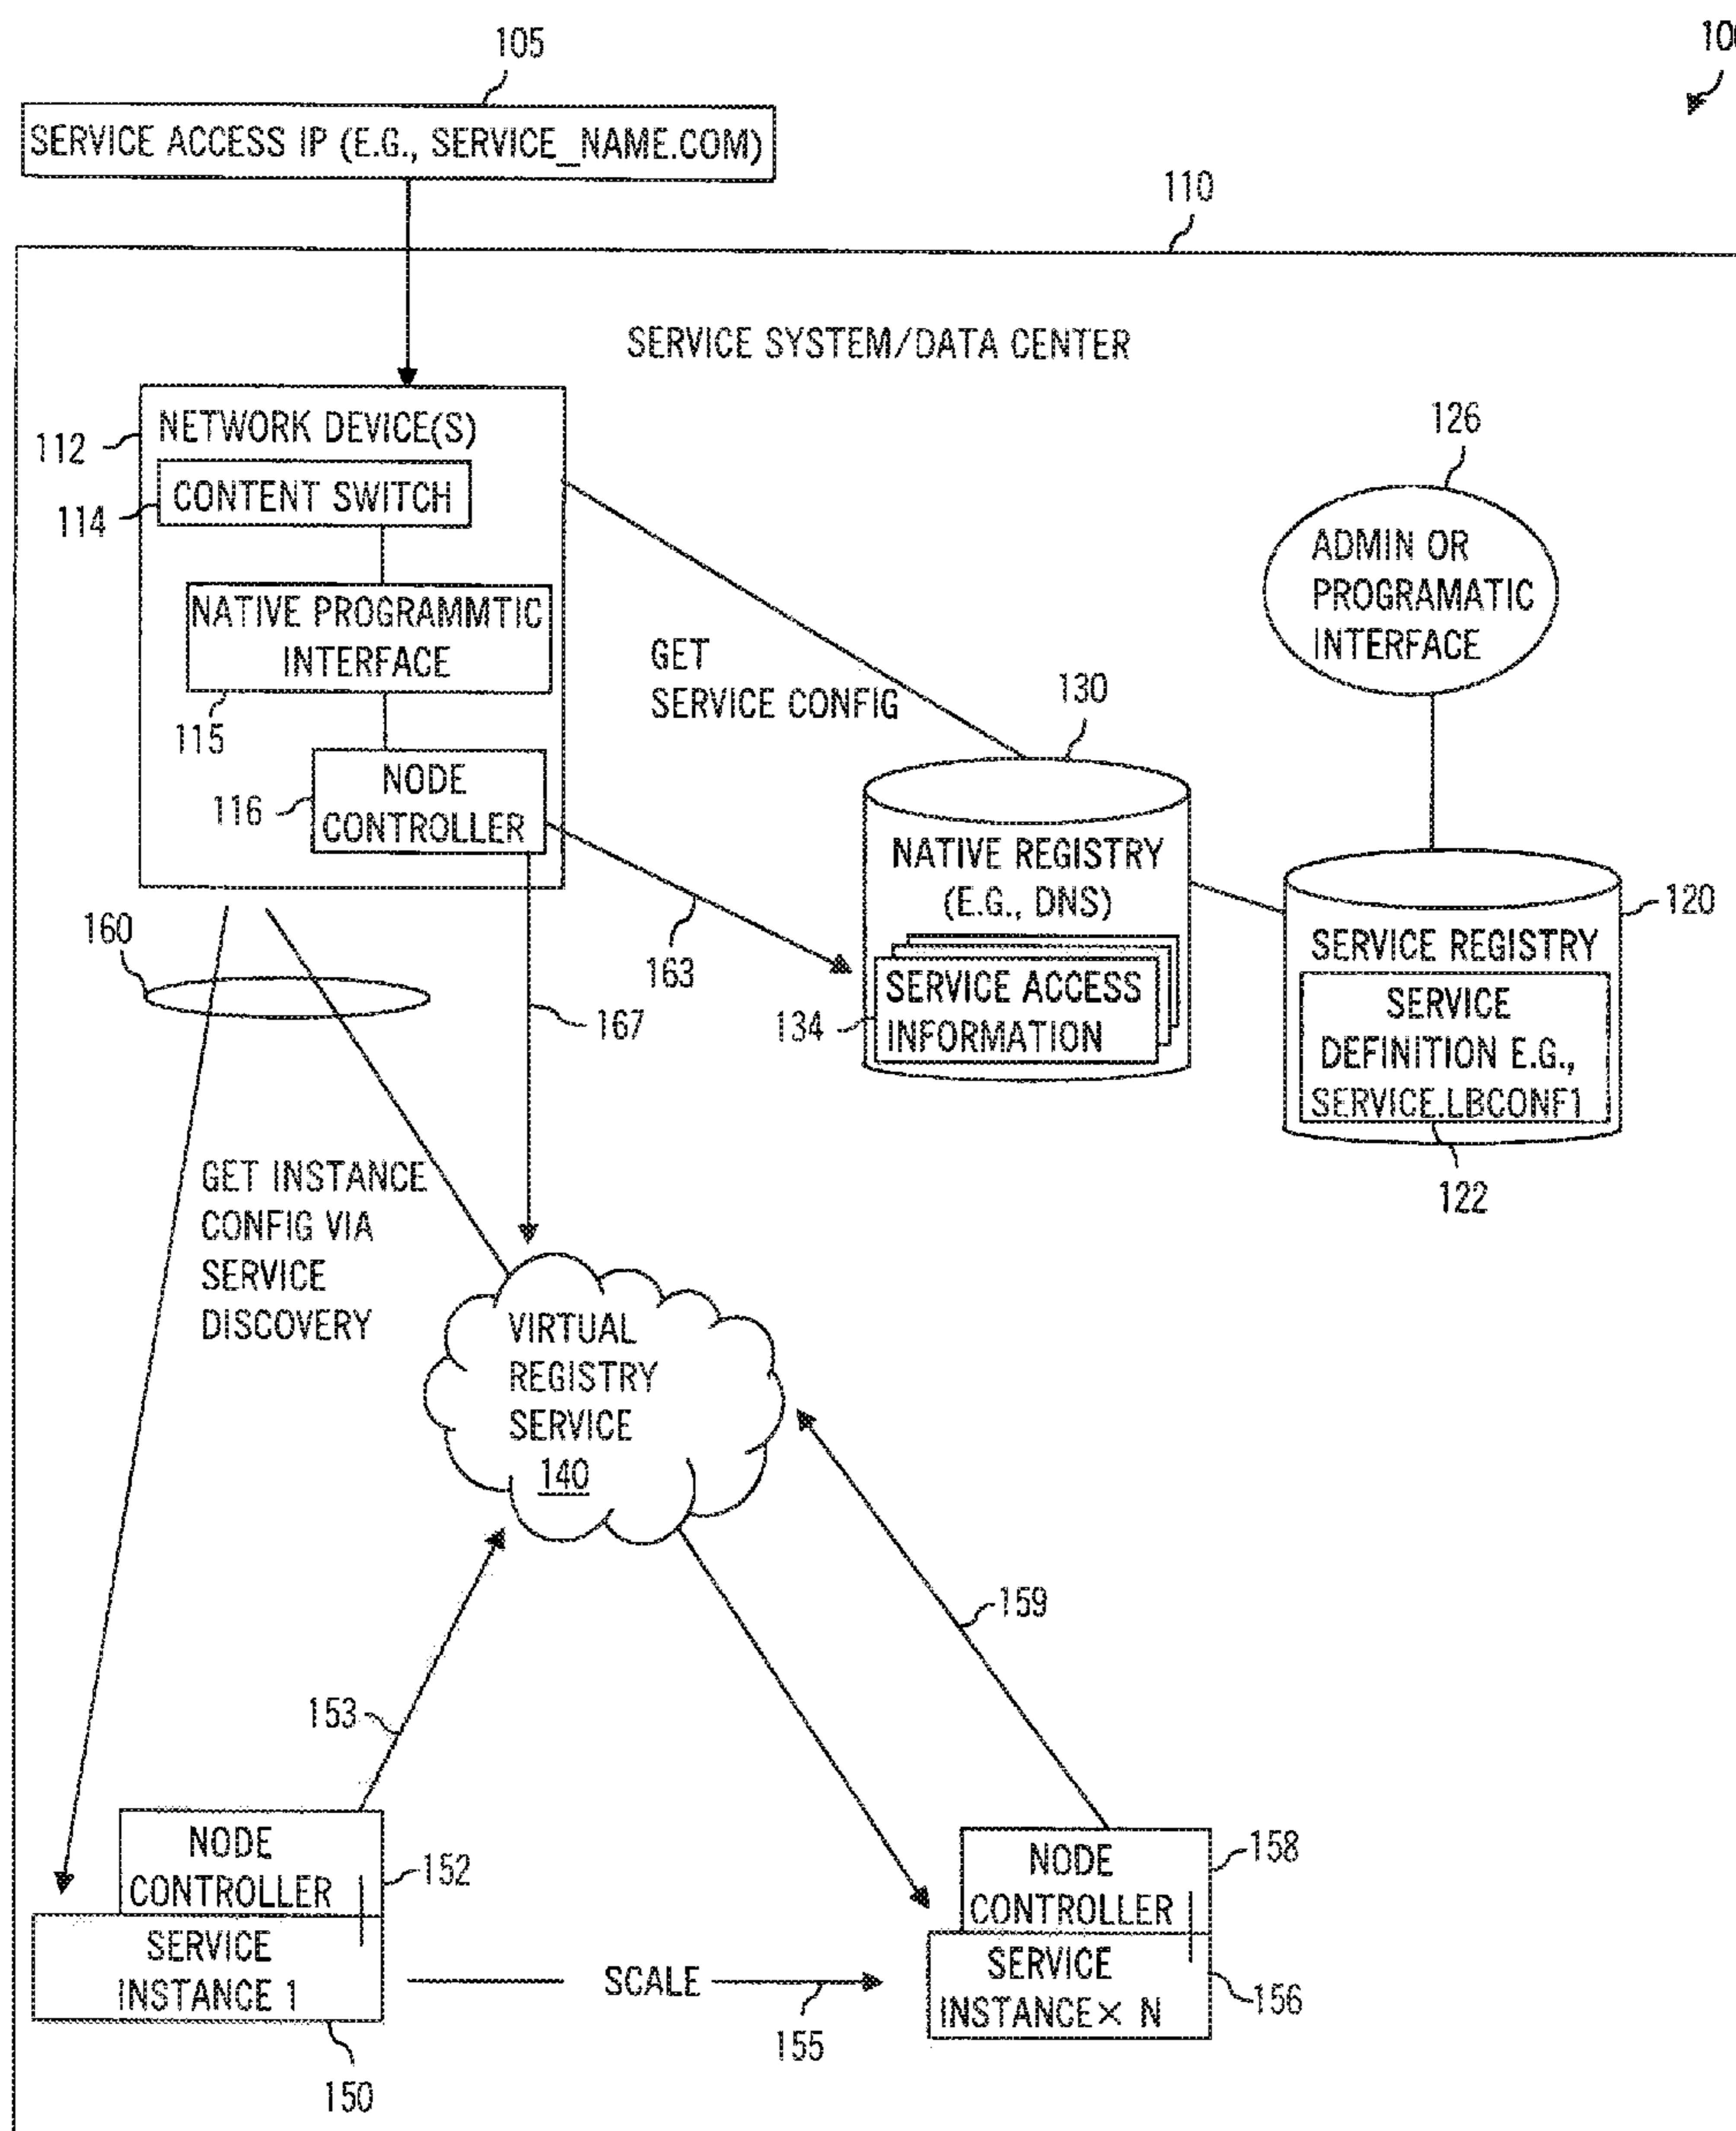 105
SERVICE ACCESS IP (E.G., SERVICE_NAME.COM)
110
SERVICE SYSTEM/DATA CENTER
112
NETWORK DEVICE(S)
114
CONTENT SWITCH
NATIVE PROGRAMMTIC
INTERFACE
115
116
NODE
CONTROLLER
GET
SERVICE CONFIG
126
ADMIN OR
PROGRAMATIC
INTERFACE
130
NATIVE REGISTRY
(E.G., DNS)
134
SERVICE ACCESS
INFORMATION
120
SERVICE REGISTRY
SERVICE
DEFINITION E.G.,
SERVICE.LBCONF1
122
160
163
167
GET INSTANCE
CONFIG VIA
SERVICE
DISCOVERY
VIRTUAL
REGISTRY
SERVICE
140
153
159
NODE
CONTROLLER
152
SERVICE
INSTANCE 1
150
SCALE
155
NODE
CONTROLLER
158
SERVICE
INSTANCE× N
156